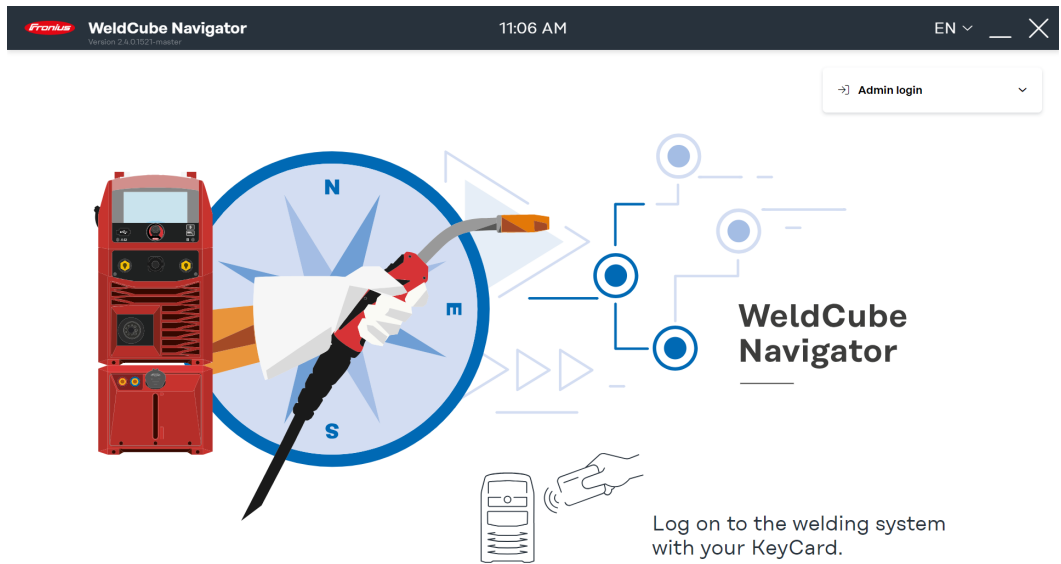 Fronius
WeldCube Navigator
Version 2.4.0.1521-master
11:06 AM
EN
Admin login
N
E
S
WeldCube
Navigator
Log on to the welding system
with your KeyCard.